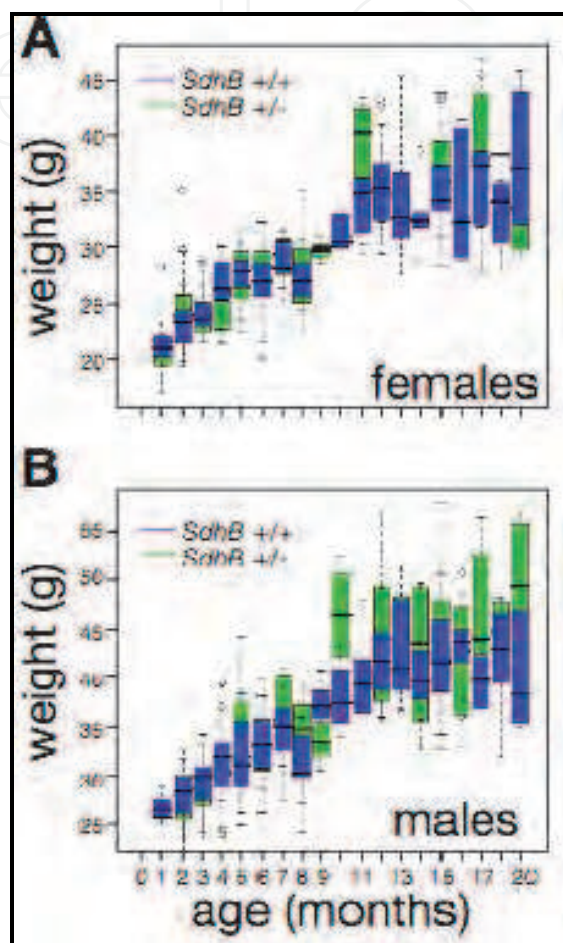 A
SdhB +/+
SdhB +/-
45
40
35
30
25
20
weight (g)
females
B
SdhB +/+
SdhB +/-
55
50
45
40
35
30
25
weight (g)
males
0 1 2 3 4 5 6 7 8 9 11 13 15 17 20
age (months)